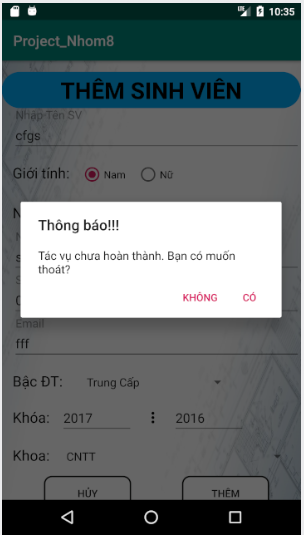 10:35
Project_Nhom8
THÊM SINH VIÊN
Nhập Tên SV
cfgs
Giới tính: Nam Nữ
Thông báo!!!
Tác vụ chưa hoàn thành. Bạn có muốn
thoát?
KHÔNG CÓ
Email
fff
Bậc ĐT: Trung Cấp
Khóa: 2017 2016
Khoa: CNTT
HỦY THÊM